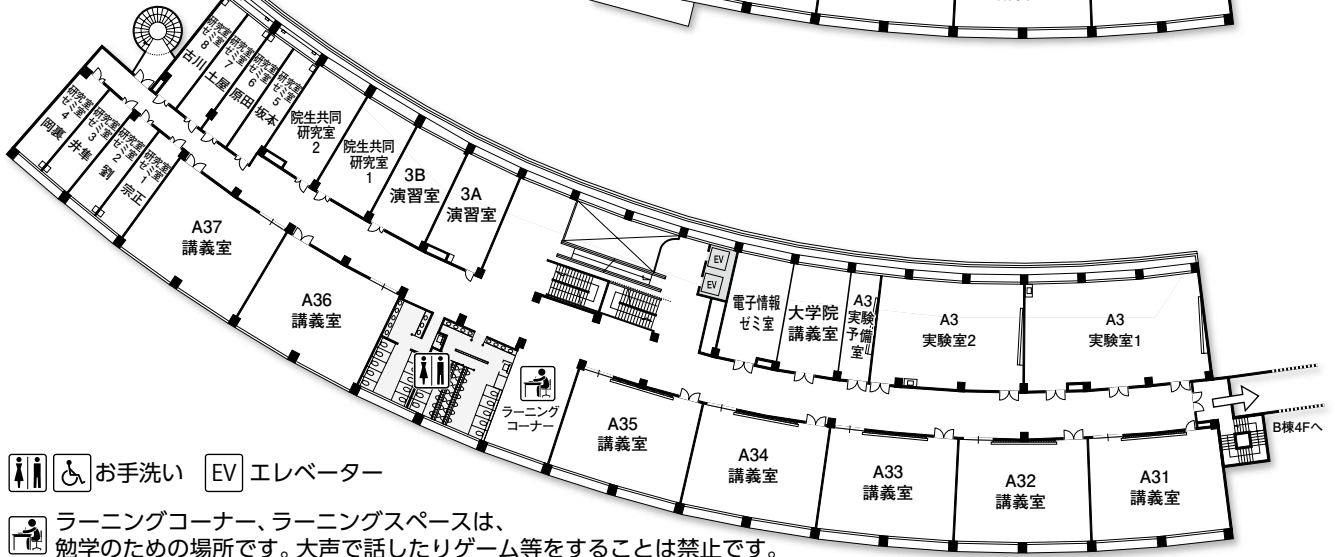 研究室
ゼミ室
8
古川
研究室
ゼミ室
7
土屋
研究室
ゼミ室
6
原田
研究室
ゼミ室
5
坂本
院生共同
研究室
2
院生共同
研究室
1
3B
演習室
3A
演習室
研究室
ゼミ室
4
岡裏
研究室
ゼミ室
3
井隼
研究室
ゼミ室
2
劉
研究室
ゼミ室
1
宗正
A37
講義室
A36
講義室
EV
EV
電子情報
ゼミ室
大学院
講義室
A3
実験
予備
室
A3
実験室2
A3
実験室1
ラーニング
コーナー
A35
講義室
A34
講義室
A33
講義室
A32
講義室
A31
講義室
B棟4Fへ
お手洗い EV エレベーター
ラーニングコーナー、ラーニングスペースは、
勉学のための場所です。大声で話したりゲーム等をすることは禁止です。